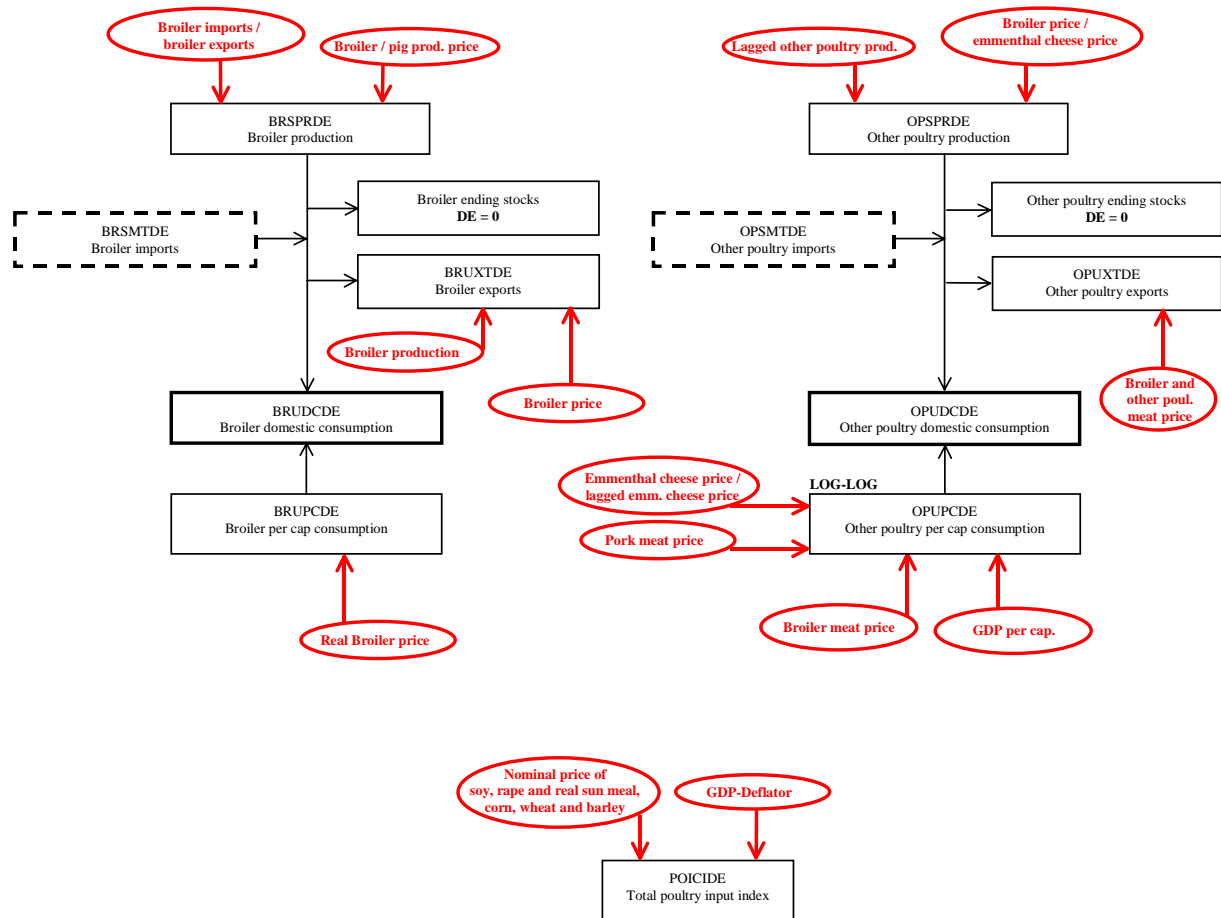 Broiler imports /
broiler exports
Broiler / pig prod. price
BRSPRDE
Broiler production
Broiler ending stocks
DE = 0
BRSMTDE
Broiler imports
BRUXTDE
Broiler exports
Broiler production
Broiler price
BRUDCDE
Broiler domestic consumption
BRUPCDE
Broiler per cap consumption
Real Broiler price
Lagged other poultry prod.
Broiler price /
emmenthal cheese price
OPSPRDE
Other poultry production
Other poultry ending stocks
DE = 0
OPSMTDE
Other poultry imports
OPUXTDE
Other poultry exports
Broiler and
other poul.
meat price
OPUDCDE
Other poultry domestic consumption
Emmenthal cheese price /
lagged emm. cheese price
LOG-LOG
OPUPCDE
Other poultry per cap consumption
Pork meat price
Broiler meat price
GDP per cap.
Nominal price of
soy, rape and real sun meal,
corn, wheat and barley
GDP-Deflator
POICIDE
Total poultry input index